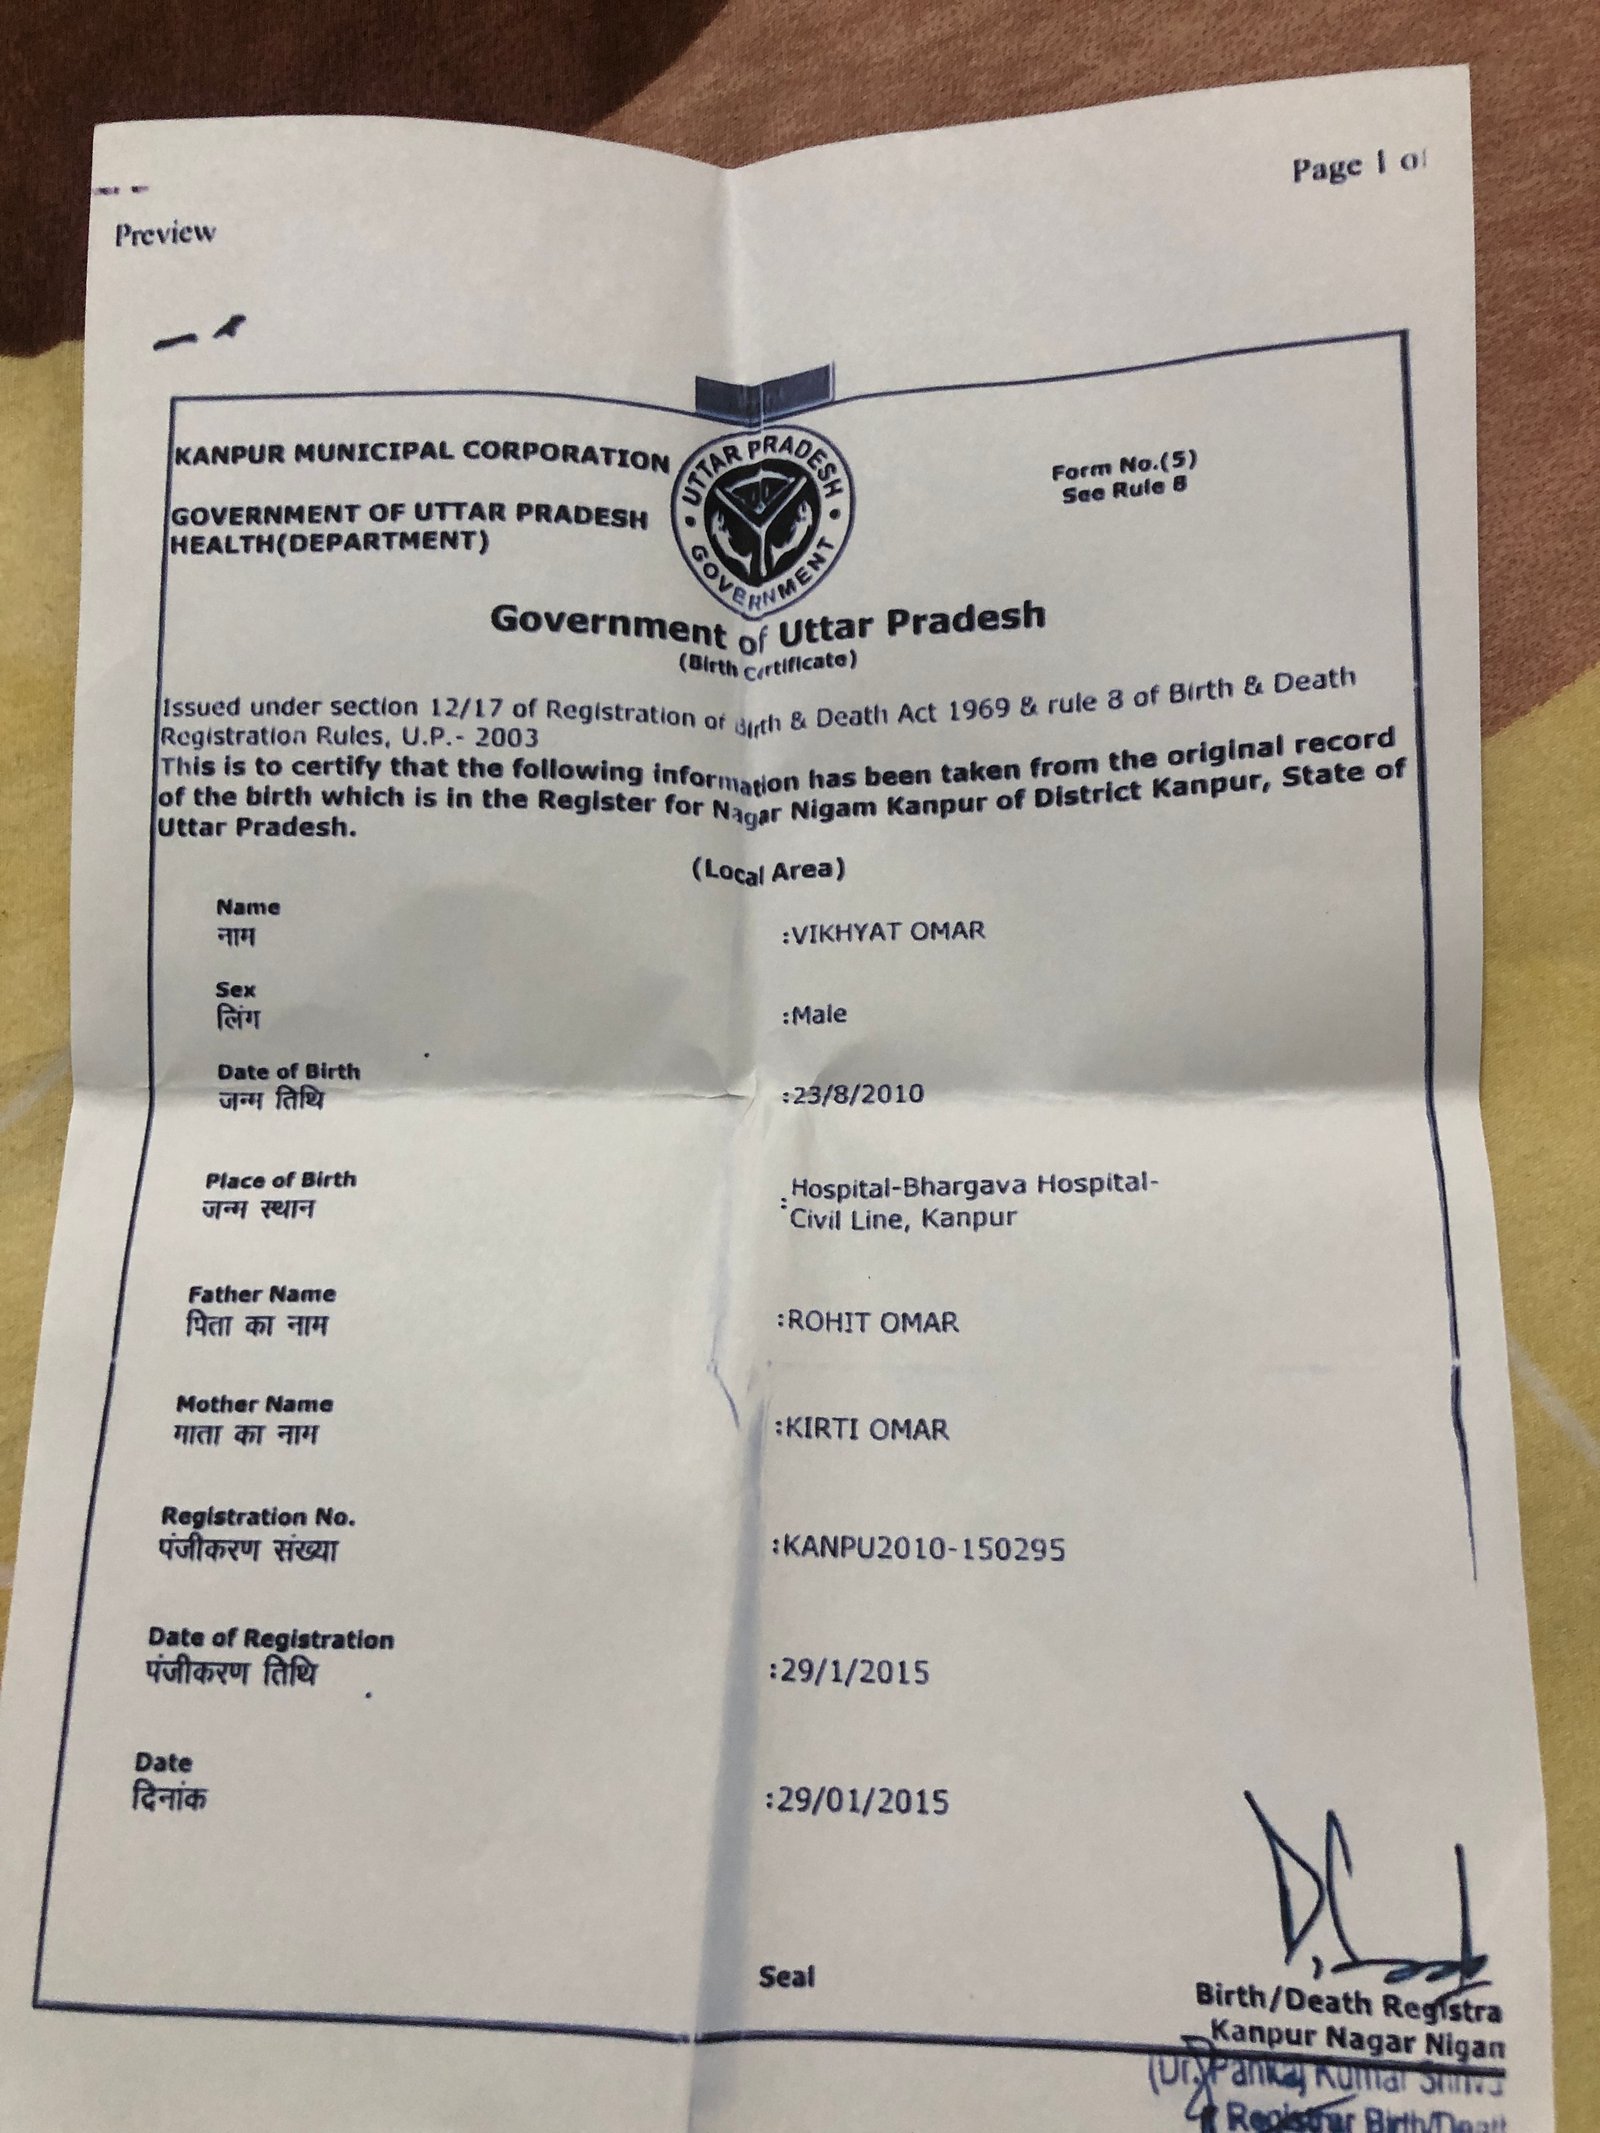 Page 1 of
Preview
KANPUR MUNICIPAL CORPORATION
GOVERNMENT OF UTTAR PRADESH
HEALTH(DEPARTMENT)
UTTAR PRADESH
GOVERNMENT
Form No.(5)
See Rule 8
Government of Uttar Pradesh
(Birth Certificate)
Issued under section 12/17 of Registration of Birth & Death Act 1969 & rule 8 of Birth & Death
Registration Rules, U.P.- 2003
This is to certify that the following information has been taken from the original record
of the birth which is in the Register for Nagar Nigam Kanpur of District Kanpur, State of
Uttar Pradesh.
(Local Area)
Name
नाम :VIKHYAT OMAR
Sex
लिंग :Male
Date of Birth
जन्म तिथि :23/8/2010
Place of Birth
जन्म स्थान
:Hospital-Bhargava Hospital-
Civil Line, Kanpur
Father Name
पिता का नाम :ROHIT OMAR
Mother Name
माता का नाम :KIRTI OMAR
Registration No.
पंजीकरण संख्या :KANPU2010-150295
Date of Registration
पंजीकरण तिथि :29/1/2015
Date
दिनांक :29/01/2015
Seal
Birth/Death Registra
Kanpur Nagar Nigan
(Dr.) Pankaj Kumar
Registrar Birth/Death